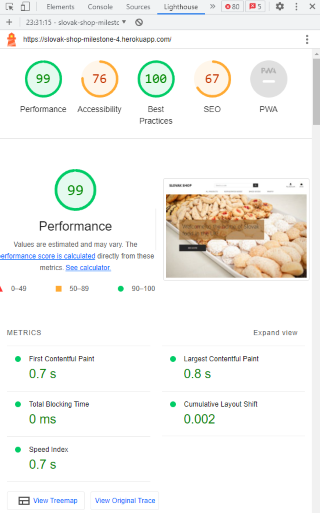 Elements Console Sources Lighthouse » 80 5
23:31:15 - slovak-shop-milestc
https://slovak-shop-milestone-4.herokuapp.com/
99 76 100 67
Performance Accessibility Best Practices SEO PWA
99
Performance
Values are estimated and may vary. The
performance score is calculated directly from these
metrics. See calculator.
0–49 50–89 90–100
SLOVAK SHOP
METRICS Expand view
First Contentful Paint Largest Contentful Paint
0.7 s 0.8 s
Total Blocking Time Cumulative Layout Shift
0 ms 0.002
Speed Index
0.7 s
View Treemap View Original Trace